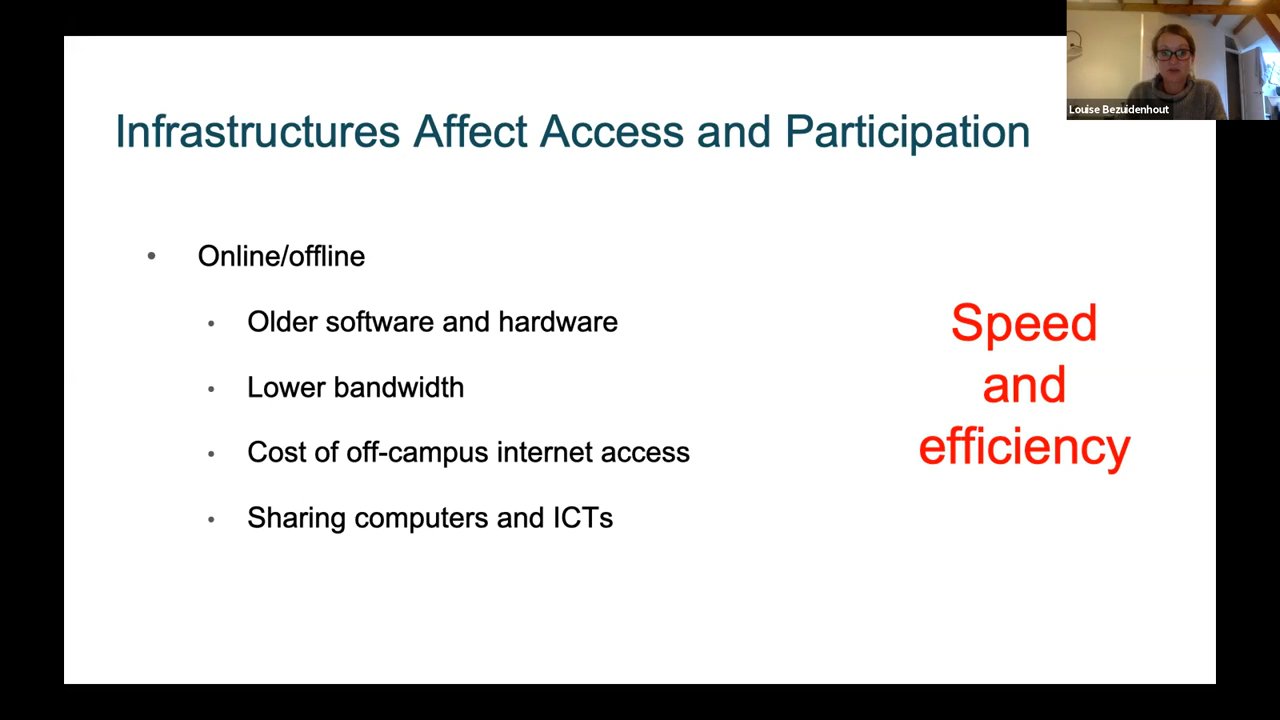 Louise Bezuidenhout
Infrastructures Affect Access and Participation
• Online/offline
• Older software and hardware
• Lower bandwidth
• Cost of off-campus internet access
• Sharing computers and ICTs
Speed
and
efficiency